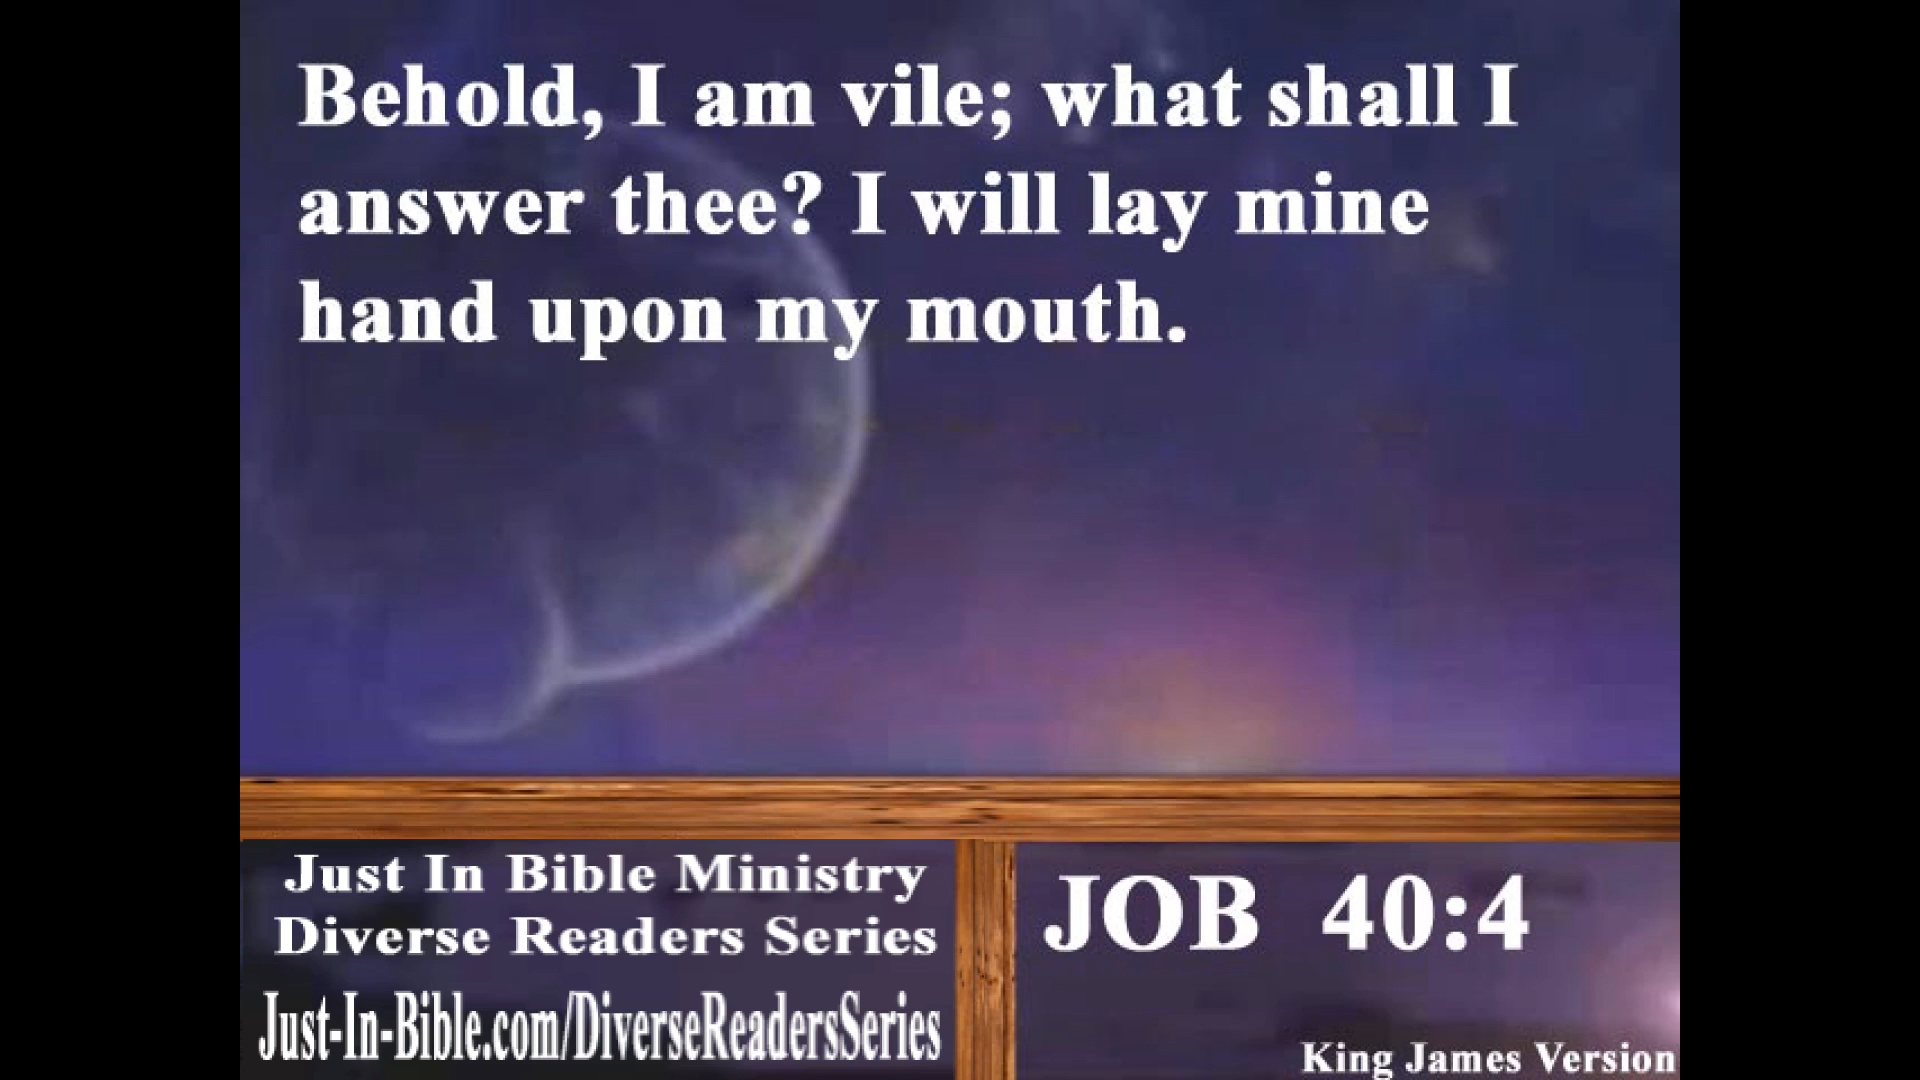 Behold, I am vile; what shall I
answer thee? I will lay mine
hand upon my mouth.
Just In Bible Ministry
Diverse Readers Series
Just-In-Bible.com/DiverseReadersSeries
JOB 40:4
King James Version